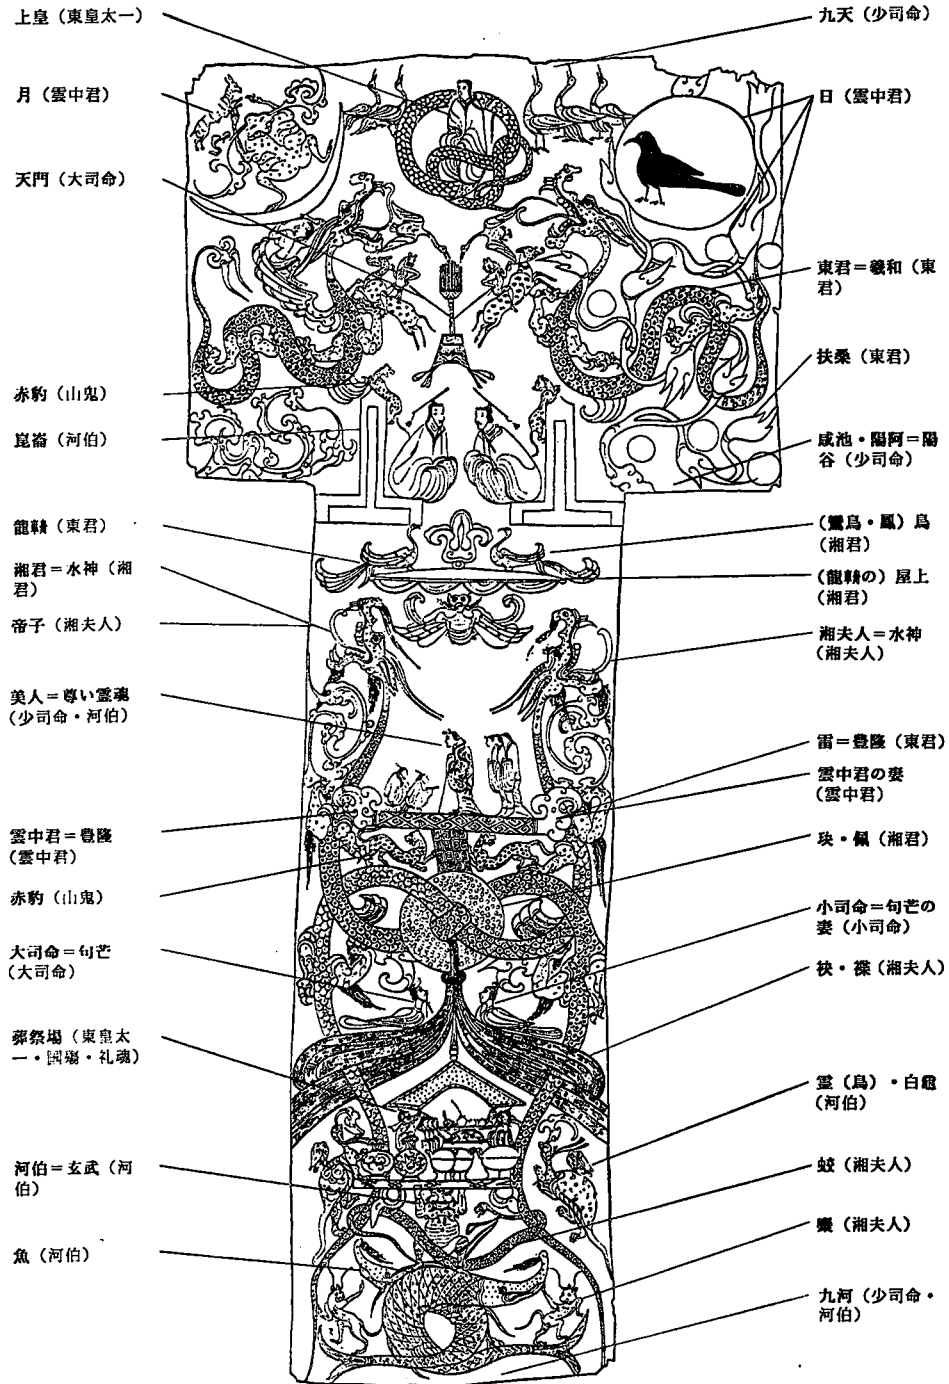 上皇（東皇太一）
月（雲中君）
天門（大司命）
赤豹（山鬼）
崑崙（河伯）
龍輈（東君）
湘君＝水神（湘
君）
帝子（湘夫人）
美人＝尊い霊魂
（少司命・河伯）
雲中君＝豊隆
（雲中君）
赤豹（山鬼）
大司命＝句芒
（大司命）
葬祭場（東皇太
一・国殤・礼魂）
河伯＝玄武（河
伯）
魚（河伯）
九天（少司命）
日（雲中君）
東君＝羲和（東
君）
扶桑（東君）
咸池・陽阿＝陽
谷（少司命）
（鷖鳥・鳳）鳥
（湘君）
（龍輈の）屋上
（湘君）
湘夫人＝水神
（湘夫人）
雷＝豊隆（東君）
雲中君の妻
（雲中君）
玦・佩（湘君）
小司命＝句芒の
妻（小司命）
袂・褋（湘夫人）
霊（鳥）・白黿
（河伯）
蛟（湘夫人）
麋（湘夫人）
九河（少司命・
河伯）